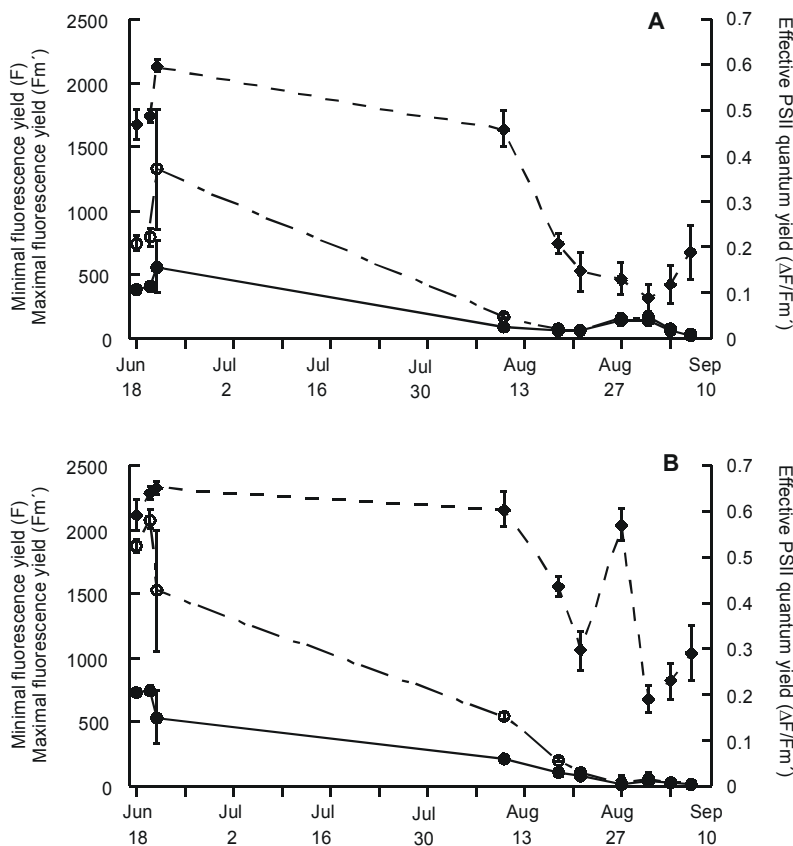 A
2500
2000
1500
1000
500
0
Minimal fluorescence yield (F)
Maximal fluorescence yield (Fm´)
0.7
0.6
0.5
0.4
0.3
0.2
0.1
0
Effective PSII quantum yield (ΔF/Fm´)
Jun Jul Jul Jul Aug Aug Sep
18 2 16 30 13 27 10
B
2500
2000
1500
1000
500
0
Minimal fluorescence yield (F)
Maximal fluorescence yield (Fm´)
0.7
0.6
0.5
0.4
0.3
0.2
0.1
0
Effective PSII quantum yield (ΔF/Fm´)
Jun Jul Jul Jul Aug Aug Sep
18 2 16 30 13 27 10